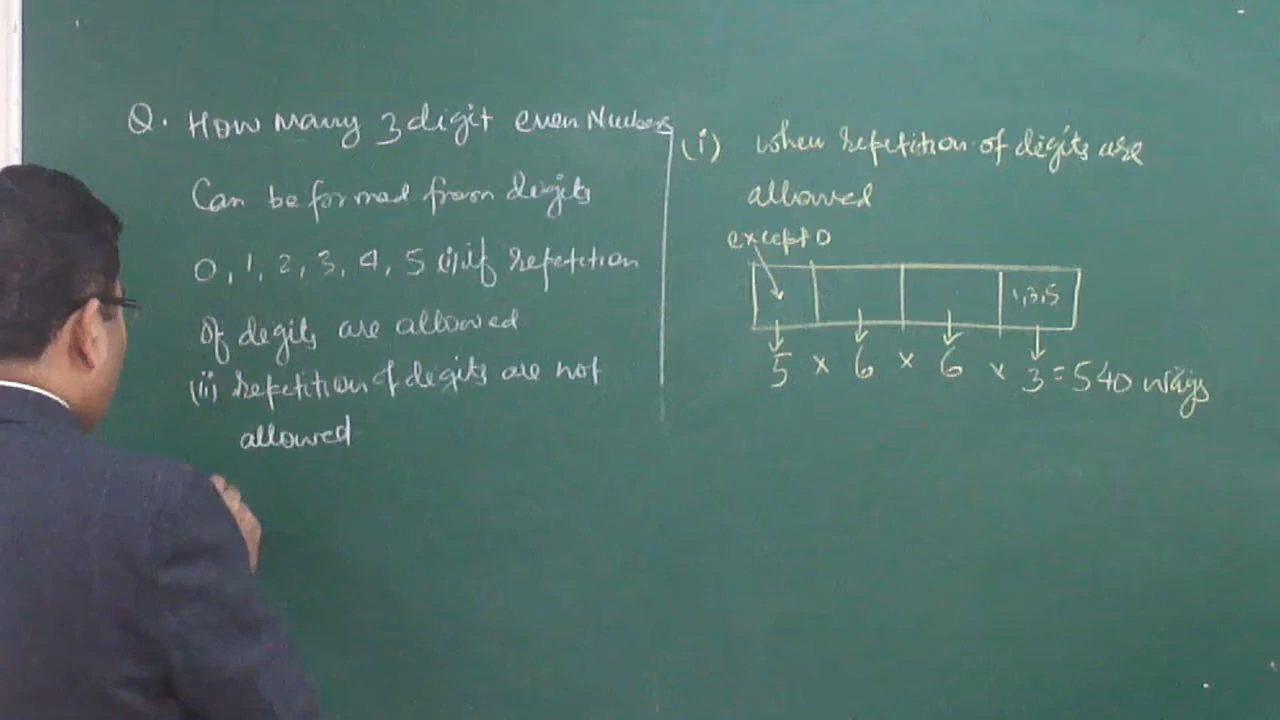 Q. How many 3 digit even Numbers
Can be formed from digits
0, 1, 2, 3, 4, 5 (i) if repetition
of digits are allowed
(ii) repetition of digits are not
allowed
(i) when repetition of digits are
allowed
except 0
1,3,5
5 × 6 × 6 × 3 = 540 ways